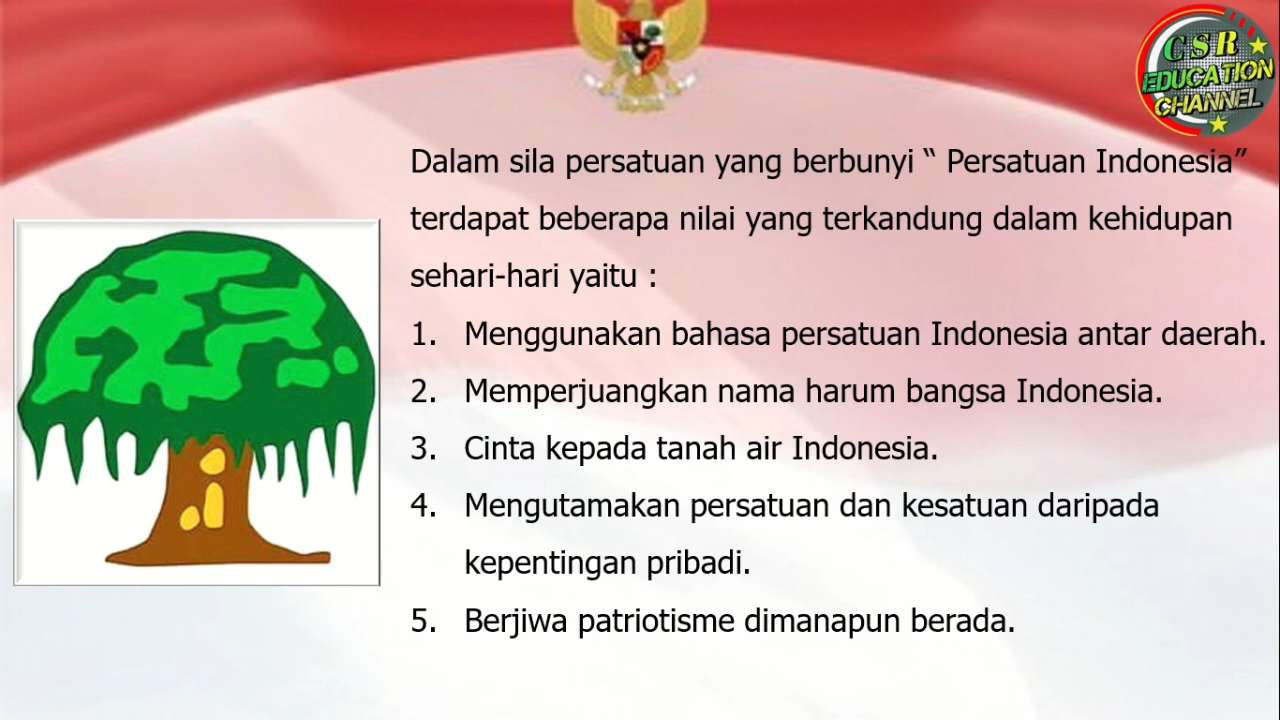 CSR
EDUCATION
CHANNEL
Dalam sila persatuan yang berbunyi “ Persatuan Indonesia”
terdapat beberapa nilai yang terkandung dalam kehidupan
sehari-hari yaitu :
1. Menggunakan bahasa persatuan Indonesia antar daerah.
2. Memperjuangkan nama harum bangsa Indonesia.
3. Cinta kepada tanah air Indonesia.
4. Mengutamakan persatuan dan kesatuan daripada
kepentingan pribadi.
5. Berjiwa patriotisme dimanapun berada.